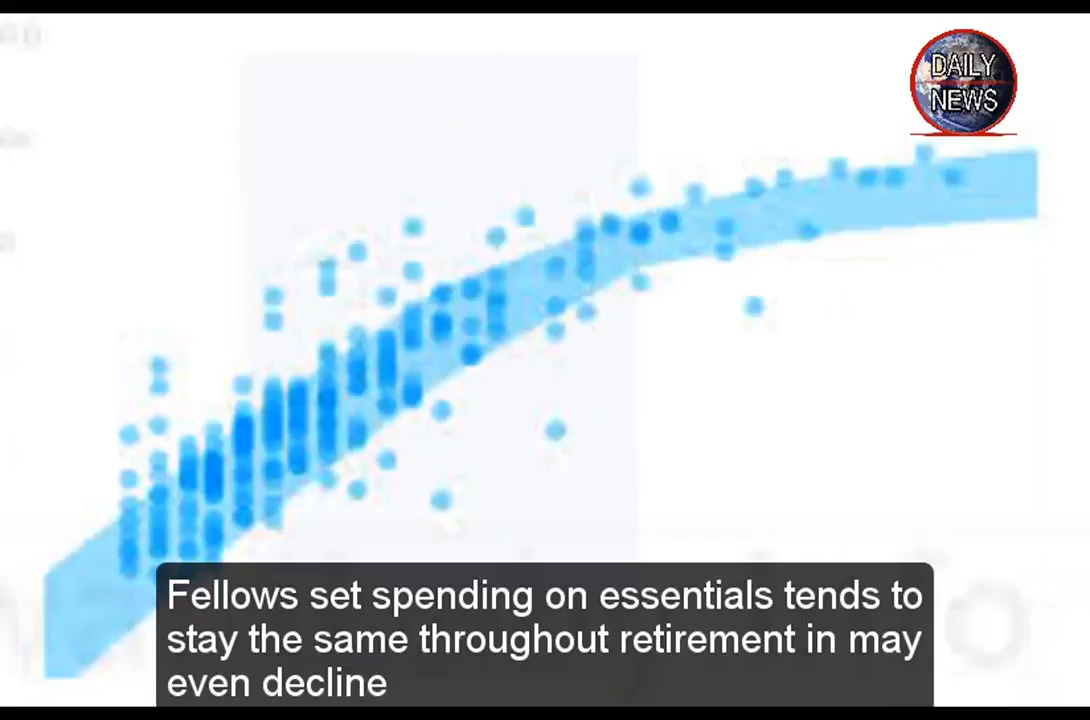 DAILY
NEWS
Fellows set spending on essentials tends to
stay the same throughout retirement in may
even decline